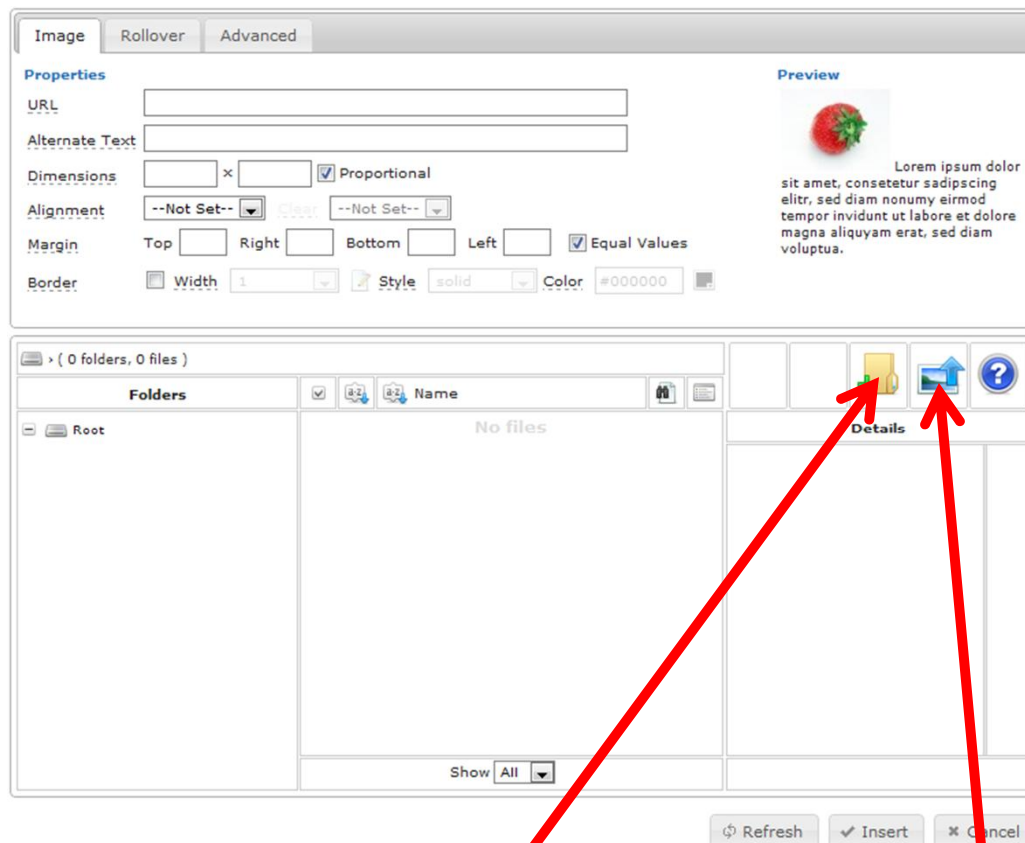 Image Rollover Advanced
Properties
Preview
URL
Alternate Text
Dimensions × Proportional
Alignment --Not Set-- Clear --Not Set--
Margin Top Right Bottom Left Equal Values
Border Width 1 Style solid Color #000000
Lorem ipsum dolor
sit amet, consetetur sadipscing
elitr, sed diam nonumy eirmod
tempor invidunt ut labore et dolore
magna aliquyam erat, sed diam
voluptua.
› ( 0 folders, 0 files )
Folders Name Details
Root
No files
Show All
Refresh Insert Cancel